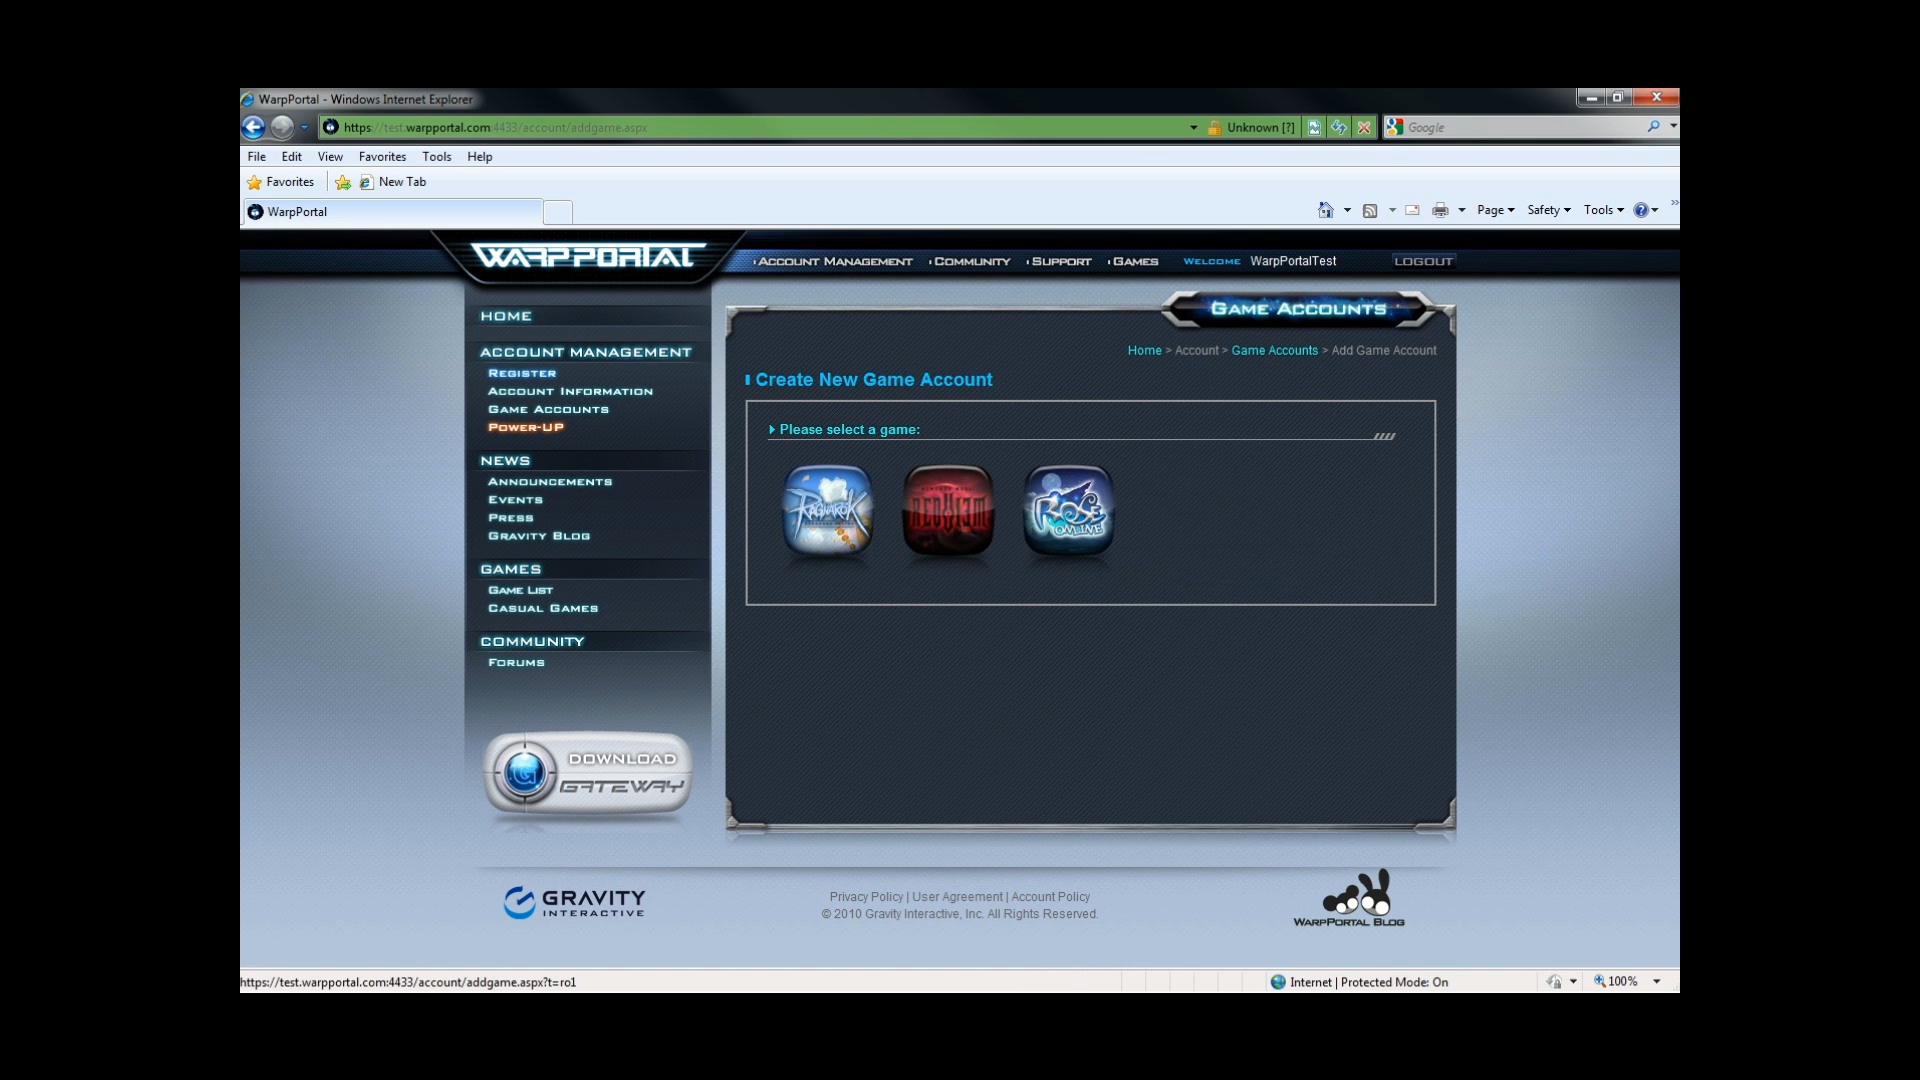 WarpPortal - Windows Internet Explorer
https://test.warpportal.com:4433/account/addgame.aspx
Unknown [?]
Google
File Edit View Favorites Tools Help
Favorites New Tab
WarpPortal
Page Safety Tools
WARPPORTAL
ACCOUNT MANAGEMENT COMMUNITY SUPPORT GAMES WELCOME WarpPortalTest LOGOUT
HOME
ACCOUNT MANAGEMENT
REGISTER
ACCOUNT INFORMATION
GAME ACCOUNTS
POWER-UP
NEWS
ANNOUNCEMENTS
EVENTS
PRESS
GRAVITY BLOG
GAMES
GAME LIST
CASUAL GAMES
COMMUNITY
FORUMS
DOWNLOAD
GATEWAY
GAME ACCOUNTS
Home > Account > Game Accounts > Add Game Account
Create New Game Account
Please select a game:
RAGNARÖK
REQUIEM
ROSE
ONLINE
GRAVITY
INTERACTIVE
Privacy Policy | User Agreement | Account Policy
© 2010 Gravity Interactive, Inc. All Rights Reserved.
WARPPORTAL BLOG
https://test.warpportal.com:4433/account/addgame.aspx?t=ro1
Internet | Protected Mode: On
100%